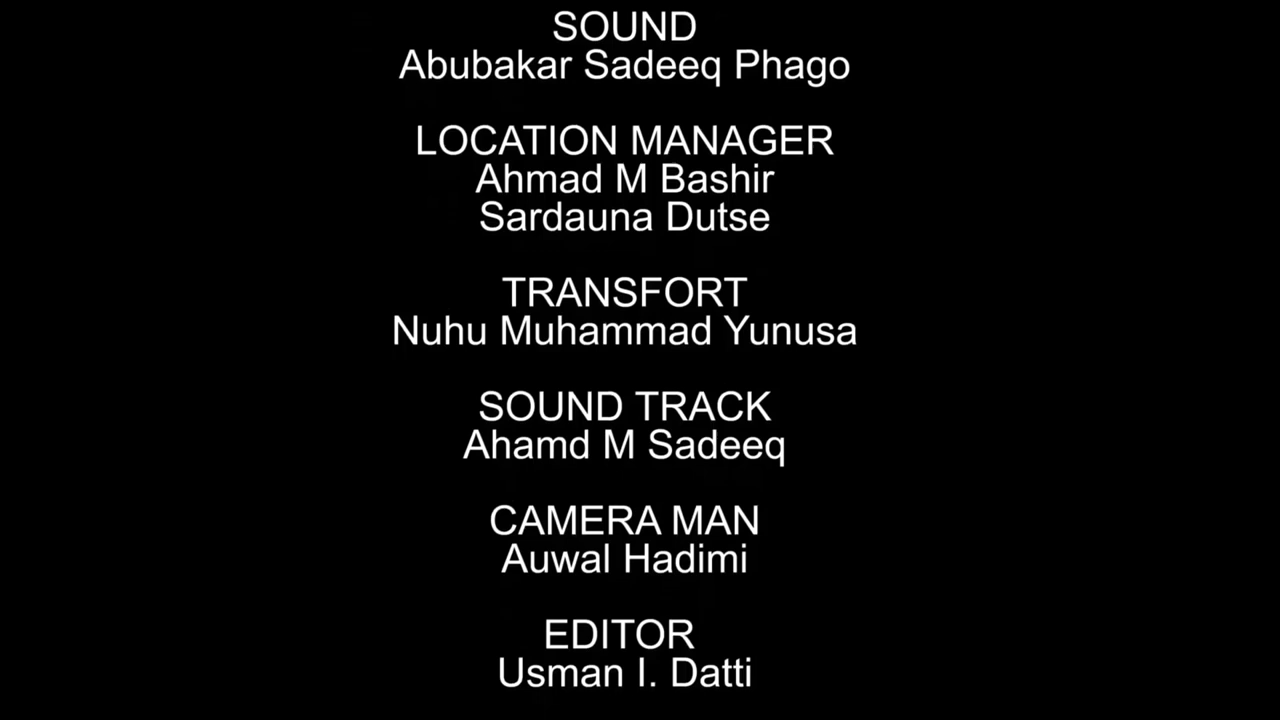 SOUND
Abubakar Sadeeq Phago
LOCATION MANAGER
Ahmad M Bashir
Sardauna Dutse
TRANSFORT
Nuhu Muhammad Yunusa
SOUND TRACK
Ahamd M Sadeeq
CAMERA MAN
Auwal Hadimi
EDITOR
Usman I. Datti